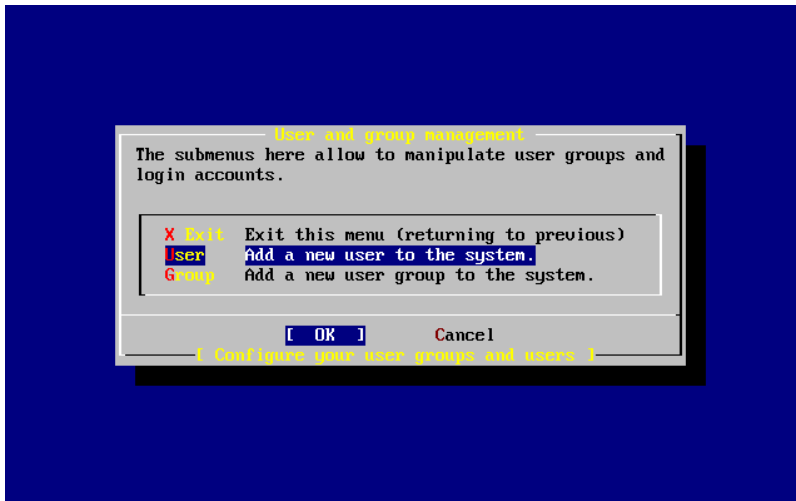 User and group management
The submenus here allow to manipulate user groups and
login accounts.
X Exit Exit this menu (returning to previous)
User Add a new user to the system.
Group Add a new user group to the system.
[ OK ] Cancel
[ Configure your user groups and users ]